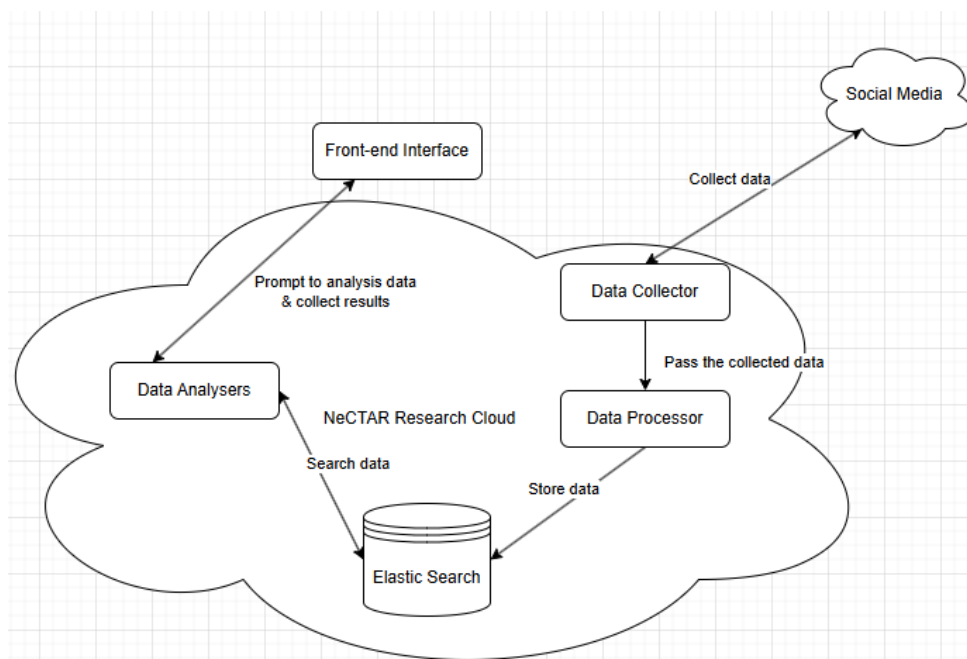 Social Media
Front-end Interface
Collect data
Prompt to analysis data
& collect results
Data Collector
Pass the collected data
Data Analysers
NeCTAR Research Cloud
Data Processor
Search data
Store data
Elastic Search